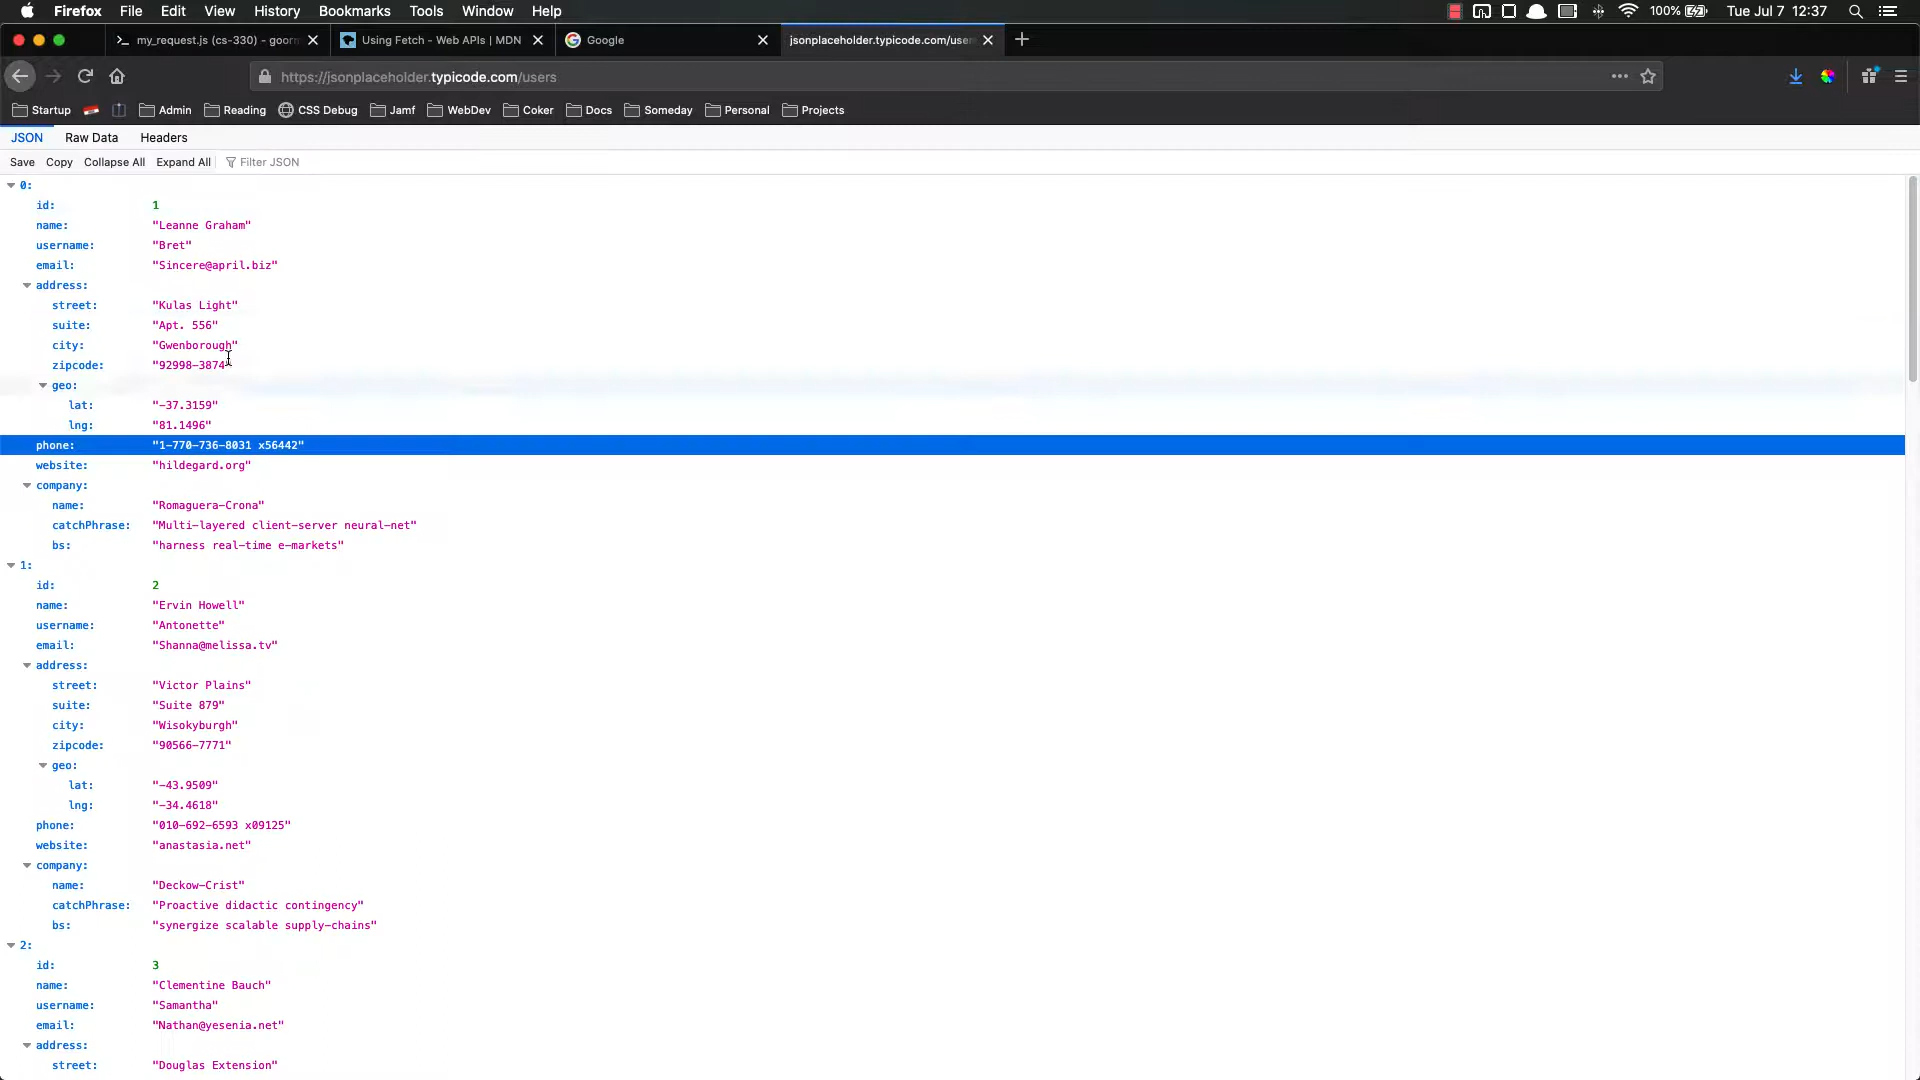 Firefox File Edit View History Bookmarks Tools Window Help 100% Tue Jul 7 12:37
my_request.js (cs-330) - goorm Using Fetch - Web APIs | MDN Google jsonplaceholder.typicode.com/user
https://jsonplaceholder.typicode.com/users
Startup Admin Reading CSS Debug Jamf WebDev Coker Docs Someday Personal Projects
JSON Raw Data Headers
Save Copy Collapse All Expand All Filter JSON
0:
id: 1
name: "Leanne Graham"
username: "Bret"
email: "Sincere@april.biz"
address:
street: "Kulas Light"
suite: "Apt. 556"
city: "Gwenborough"
zipcode: "92998-3874"
geo:
lat: "-37.3159"
lng: "81.1496"
phone: "1-770-736-8031 x56442"
website: "hildegard.org"
company:
name: "Romaguera-Crona"
catchPhrase: "Multi-layered client-server neural-net"
bs: "harness real-time e-markets"
1:
id: 2
name: "Ervin Howell"
username: "Antonette"
email: "Shanna@melissa.tv"
address:
street: "Victor Plains"
suite: "Suite 879"
city: "Wisokyburgh"
zipcode: "90566-7771"
geo:
lat: "-43.9509"
lng: "-34.4618"
phone: "010-692-6593 x09125"
website: "anastasia.net"
company:
name: "Deckow-Crist"
catchPhrase: "Proactive didactic contingency"
bs: "synergize scalable supply-chains"
2:
id: 3
name: "Clementine Bauch"
username: "Samantha"
email: "Nathan@yesenia.net"
address:
street: "Douglas Extension"